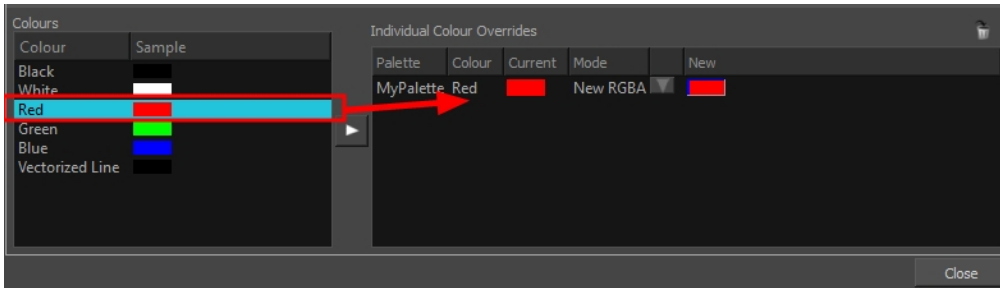 Colours
Colour Sample
Black
White
Red
Green
Blue
Vectorized Line
Individual Colour Overrides
Palette Colour Current Mode New
MyPalette Red New RGBA
Close